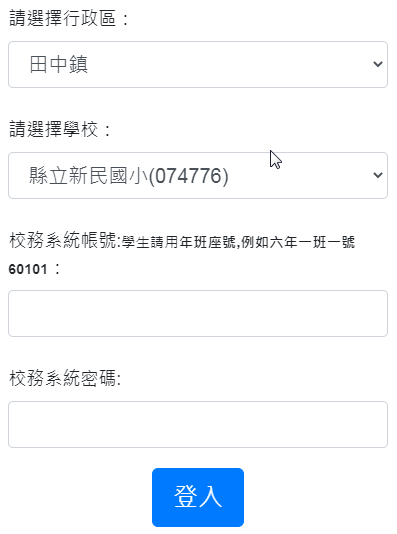 請選擇行政區：
田中鎮
請選擇學校：
縣立新民國小(074776)
校務系統帳號:學生請用年班座號,例如六年一班一號
60101：
校務系統密碼:
登入